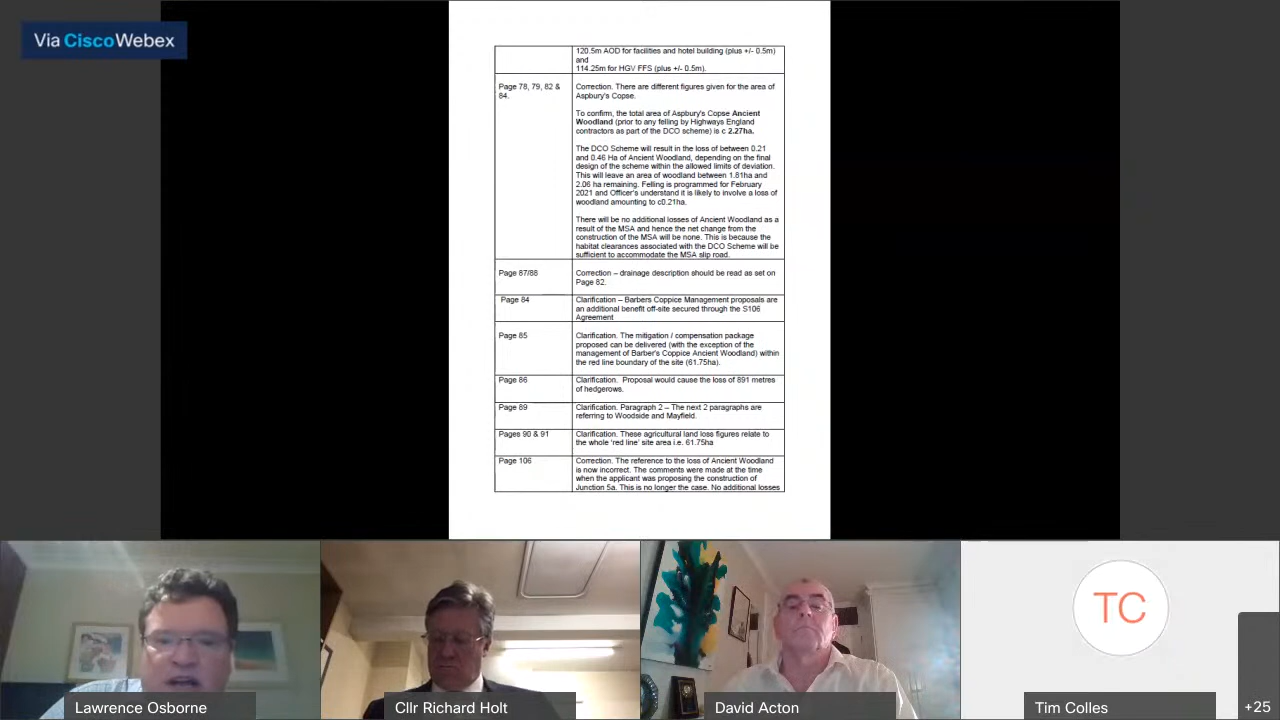 Via Cisco Webex
120.5m AOD for facilities and hotel building (plus +/- 0.5m)
and
114.25m for HGV FFS (plus +/- 0.5m).
Page 78, 79, 82 &
84.
Correction. There are different figures given for the area of
Aspbury's Copse.
To confirm, the total area of Aspbury's Copse Ancient
Woodland (prior to any felling by Highways England
contractors as part of the DCO scheme) is c 2.27ha.
The DCO Scheme will result in the loss of between 0.21
and 0.46 Ha of Ancient Woodland, depending on the final
design of the scheme within the allowed limits of deviation.
This will leave an area of woodland between 1.81ha and
2.06 ha remaining. Felling is programmed for February
2021 and Officer's understand it is likely to involve a loss of
woodland amounting to c0.21ha.
There will be no additional losses of Ancient Woodland as a
result of the MSA and hence the net change from the
construction of the MSA will be none. This is because the
habitat clearances associated with the DCO Scheme will be
sufficient to accommodate the MSA slip road.
Page 87/88
Correction – drainage description should be read as set on
Page 82.
Page 84
Clarification – Barbers Coppice Management proposals are
an additional benefit off-site secured through the S106
Agreement
Page 85
Clarification. The mitigation / compensation package
proposed can be delivered (with the exception of the
management of Barber's Coppice Ancient Woodland) within
the red line boundary of the site (61.75ha).
Page 86
Clarification. Proposal would cause the loss of 891 metres
of hedgerows.
Page 89
Clarification. Paragraph 2 – The next 2 paragraphs are
referring to Woodside and Mayfield.
Pages 90 & 91
Clarification. These agricultural land loss figures relate to
the whole 'red line' site area i.e. 61.75ha
Page 106
Correction. The reference to the loss of Ancient Woodland
is now incorrect. The comments were made at the time
when the applicant was proposing the construction of
Junction 5a. This is no longer the case. No additional losses
TC
Lawrence Osborne
Cllr Richard Holt
David Acton
Tim Colles
+25